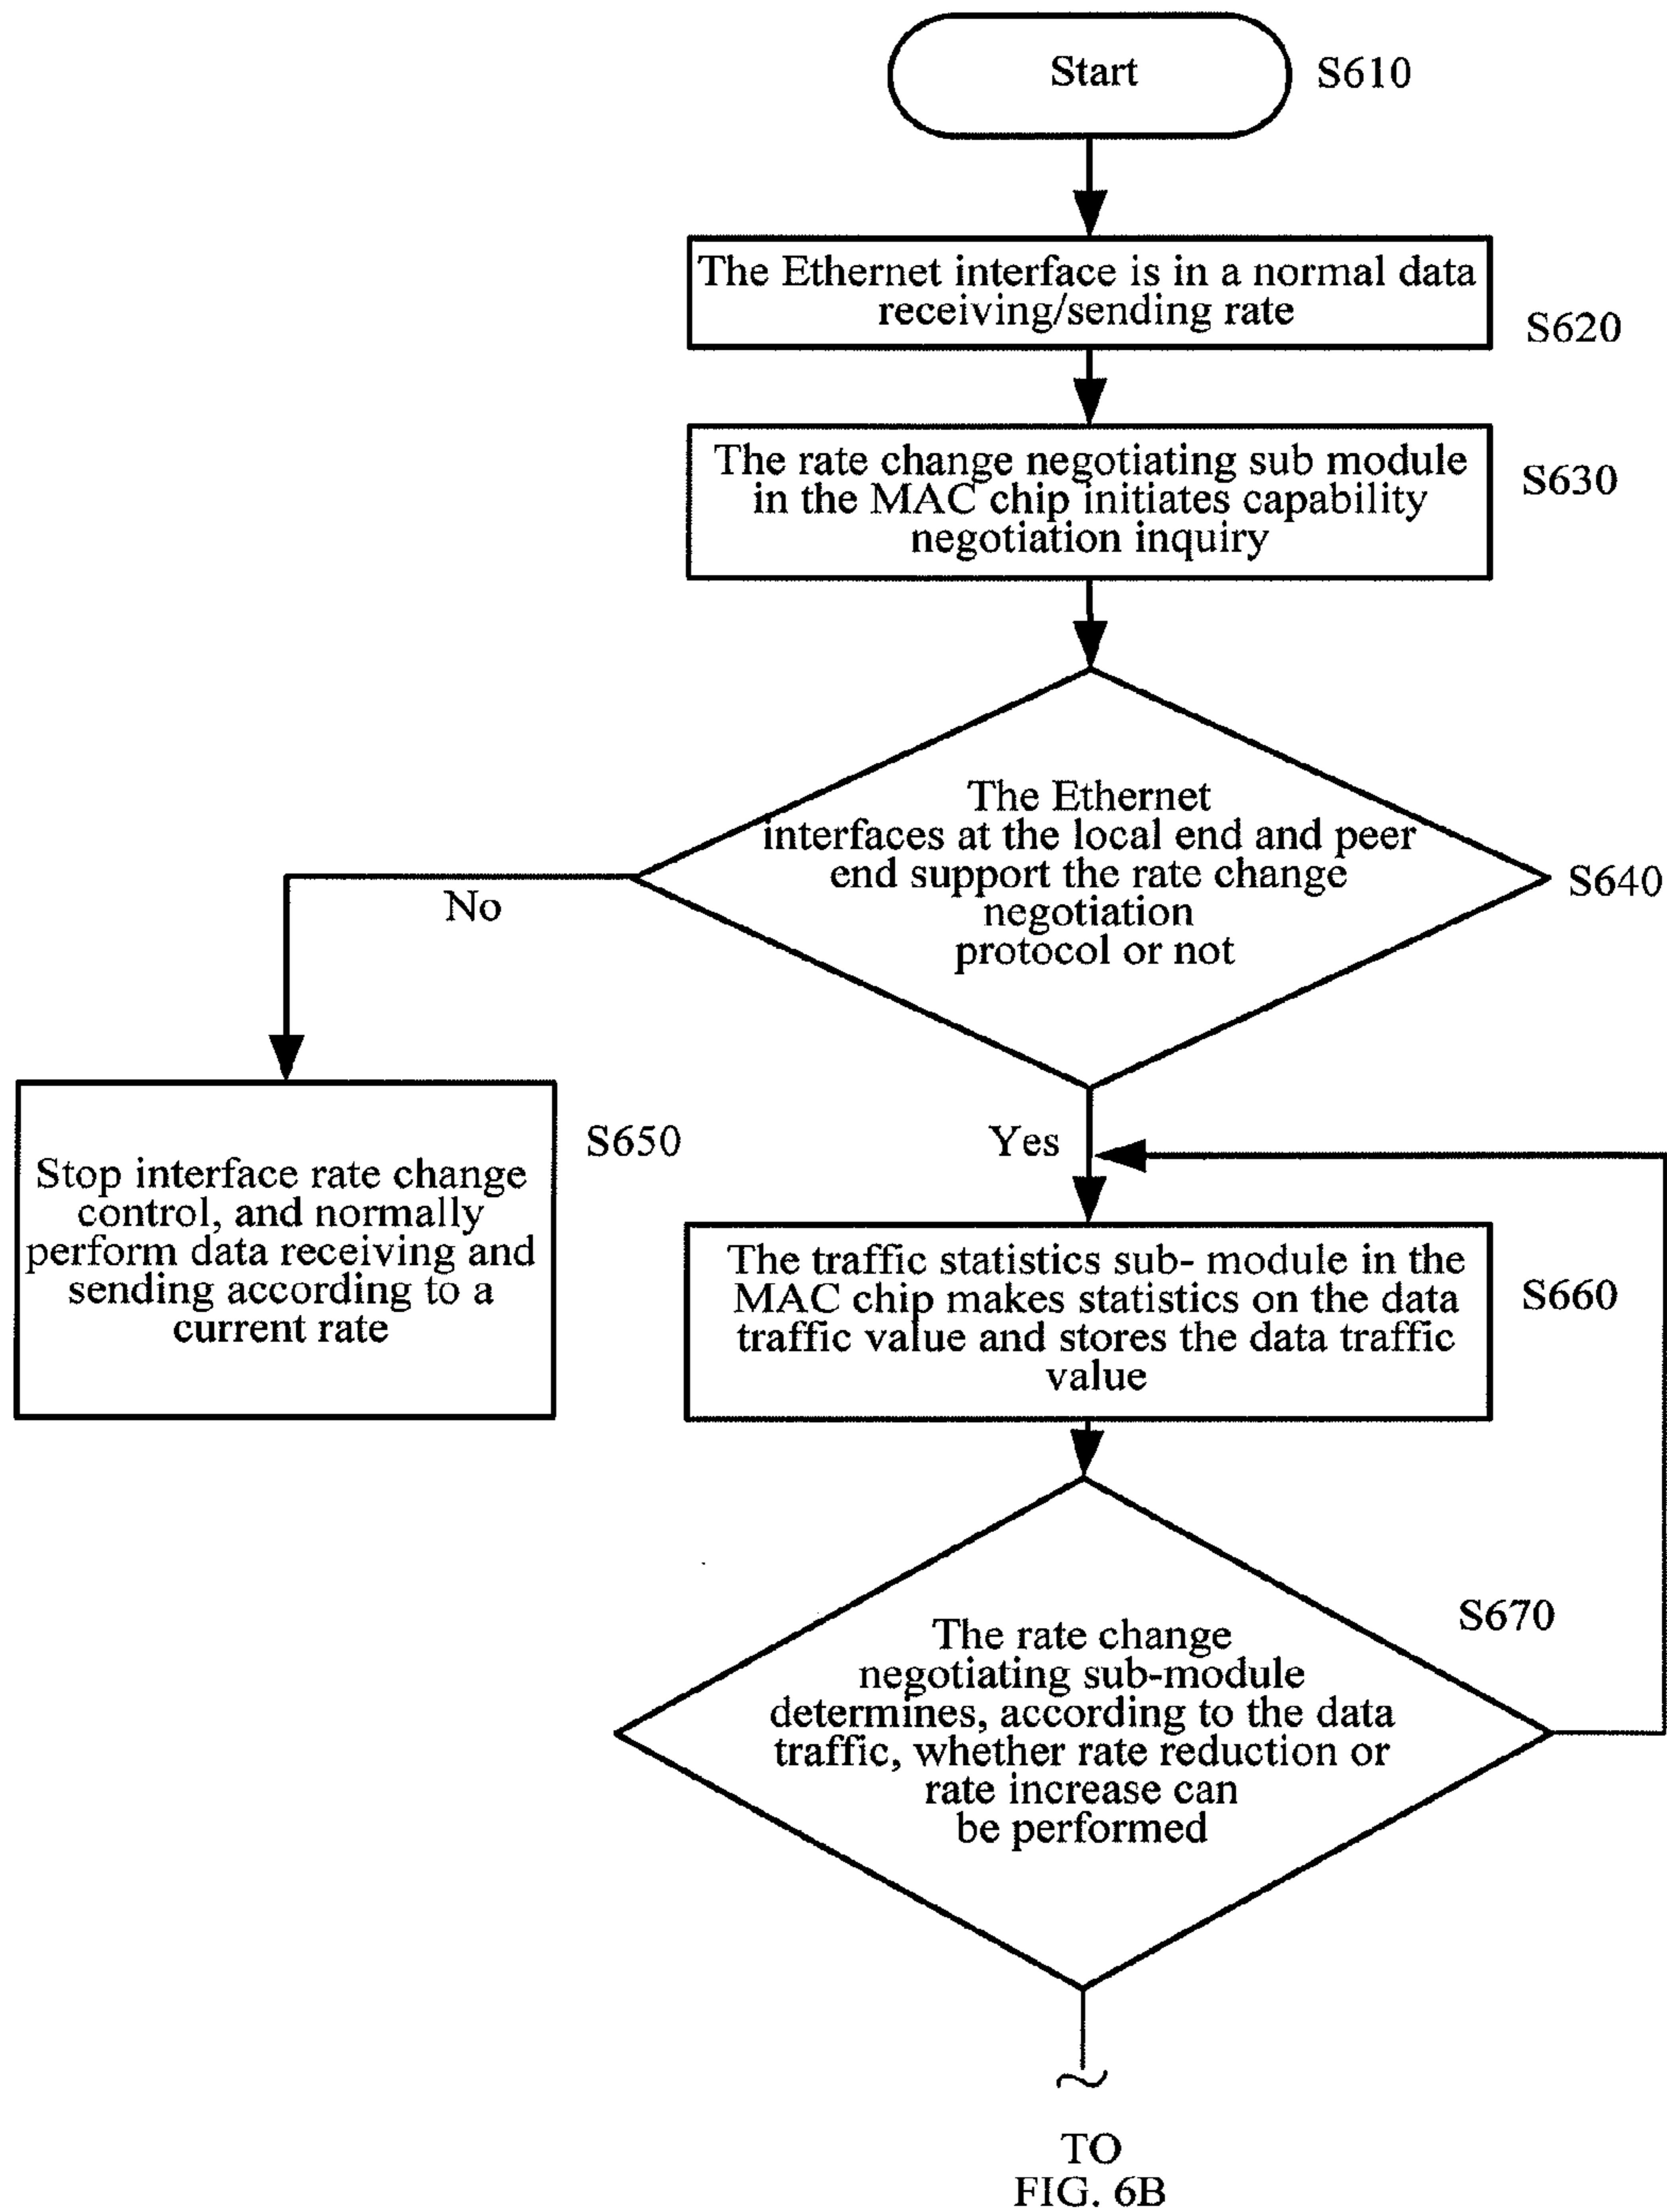 Start
S610
The Ethernet interface is in a normal data
receiving/sending rate
S620
The rate change negotiating sub module
in the MAC chip initiates capability
negotiation inquiry
S630
The Ethernet
interfaces at the local end and peer
end support the rate change
negotiation
protocol or not
S640
No
Yes
Stop interface rate change
control, and normally
perform data receiving and
sending according to a
current rate
S650
The traffic statistics sub- module in the
MAC chip makes statistics on the data
traffic value and stores the data traffic
value
S660
The rate change
negotiating sub-module
determines, according to the data
traffic, whether rate reduction or
rate increase can
be performed
S670
TO
FIG. 6B